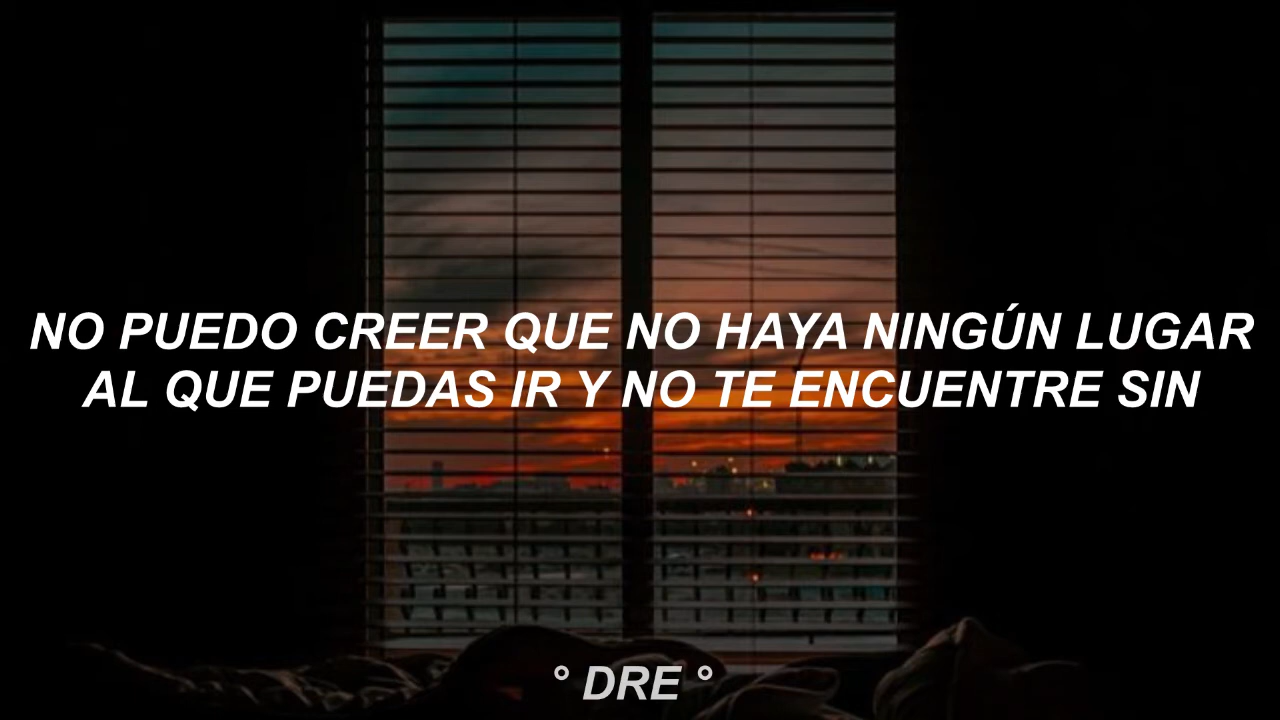 NO PUEDO CREER QUE NO HAYA NINGÚN LUGAR
AL QUE PUEDAS IR Y NO TE ENCUENTRE SIN
° DRE °